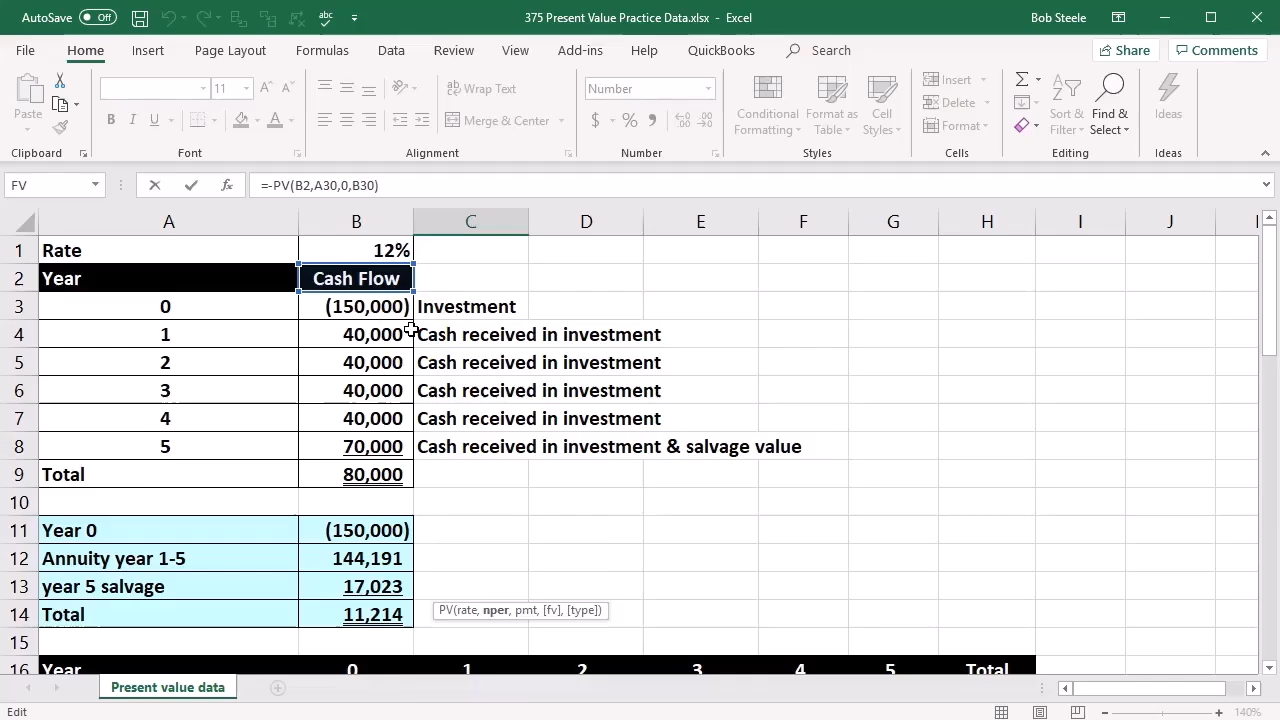 AutoSave Off 375 Present Value Practice Data.xlsx - Excel Bob Steele
File Home Insert Page Layout Formulas Data Review View Add-ins Help QuickBooks Search Share Comments
Paste 11 A A ab Wrap Text Number Conditional Formatting Format as Table Cell Styles Insert Σ Sort & Filter Find & Select Ideas
B I U A Merge & Center $ % , Delete Format
Clipboard Font Alignment Number Styles Cells Editing Ideas
FV fx =-PV(B2,A30,0,B30)
A B C D E F G H I J
1 Rate 12%
2 Year Cash Flow
3 0 (150,000) Investment
4 1 40,000 Cash received in investment
5 2 40,000 Cash received in investment
6 3 40,000 Cash received in investment
7 4 40,000 Cash received in investment
8 5 70,000 Cash received in investment & salvage value
9 Total 80,000
10
11 Year 0 (150,000)
12 Annuity year 1-5 144,191
13 year 5 salvage 17,023
14 Total 11,214 PV(rate, nper, pmt, [fv], [type])
15
16 Year 0 1 2 3 4 5 Total
Present value data
Edit 140%